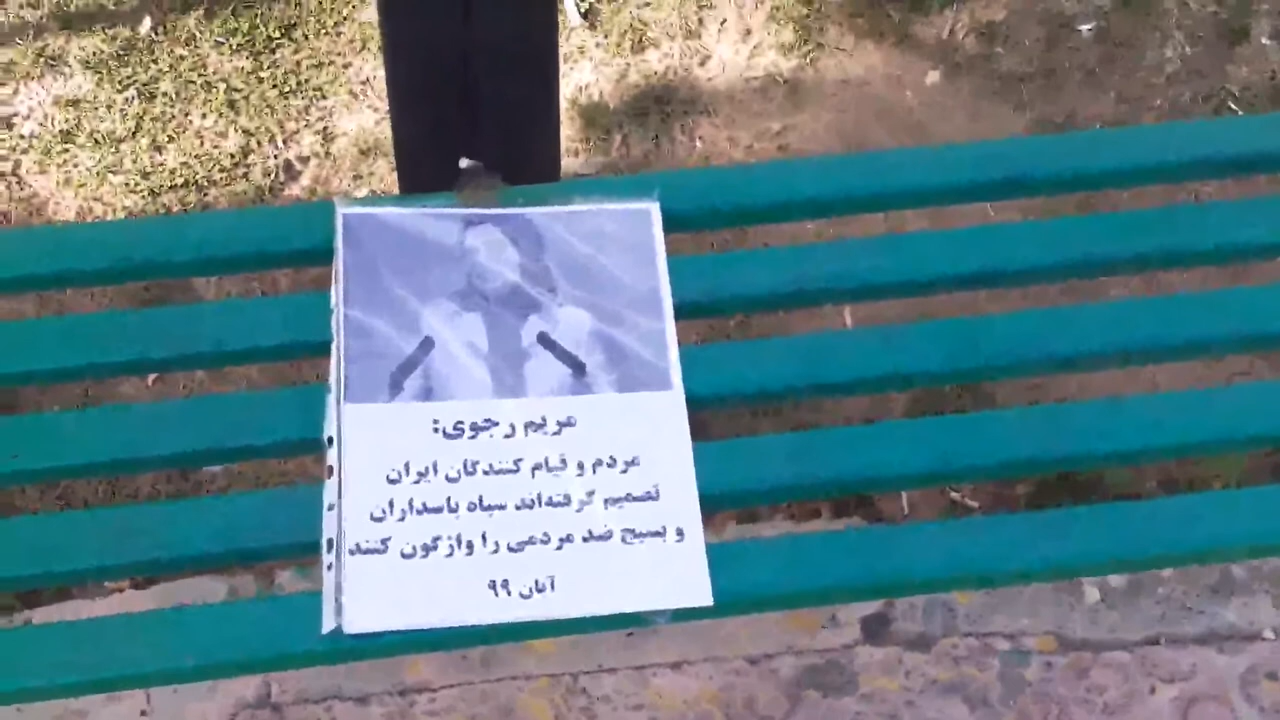 مریم رجوی:
مردم و قیام کنندگان ایران
تصمیم گرفته‌اند سپاه پاسداران
و بسیج ضد مردمی را واژگون کنند
آبان ۹۹